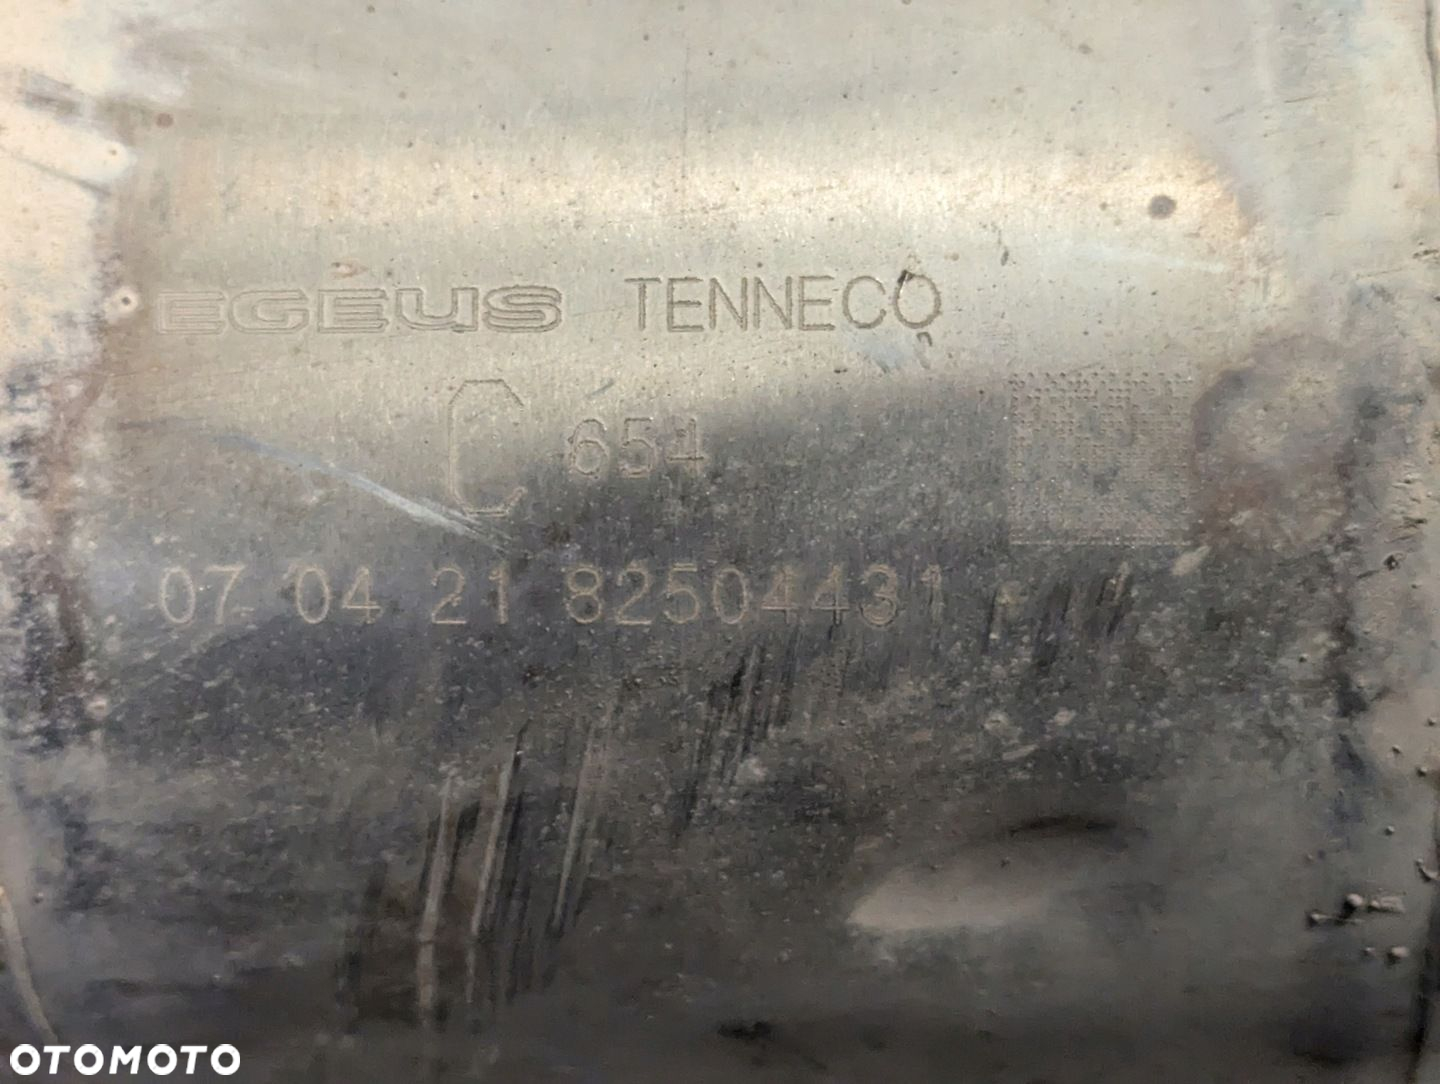 EGEUS TENNECO
C 654
07 04 21 82504431
OTOMOTO